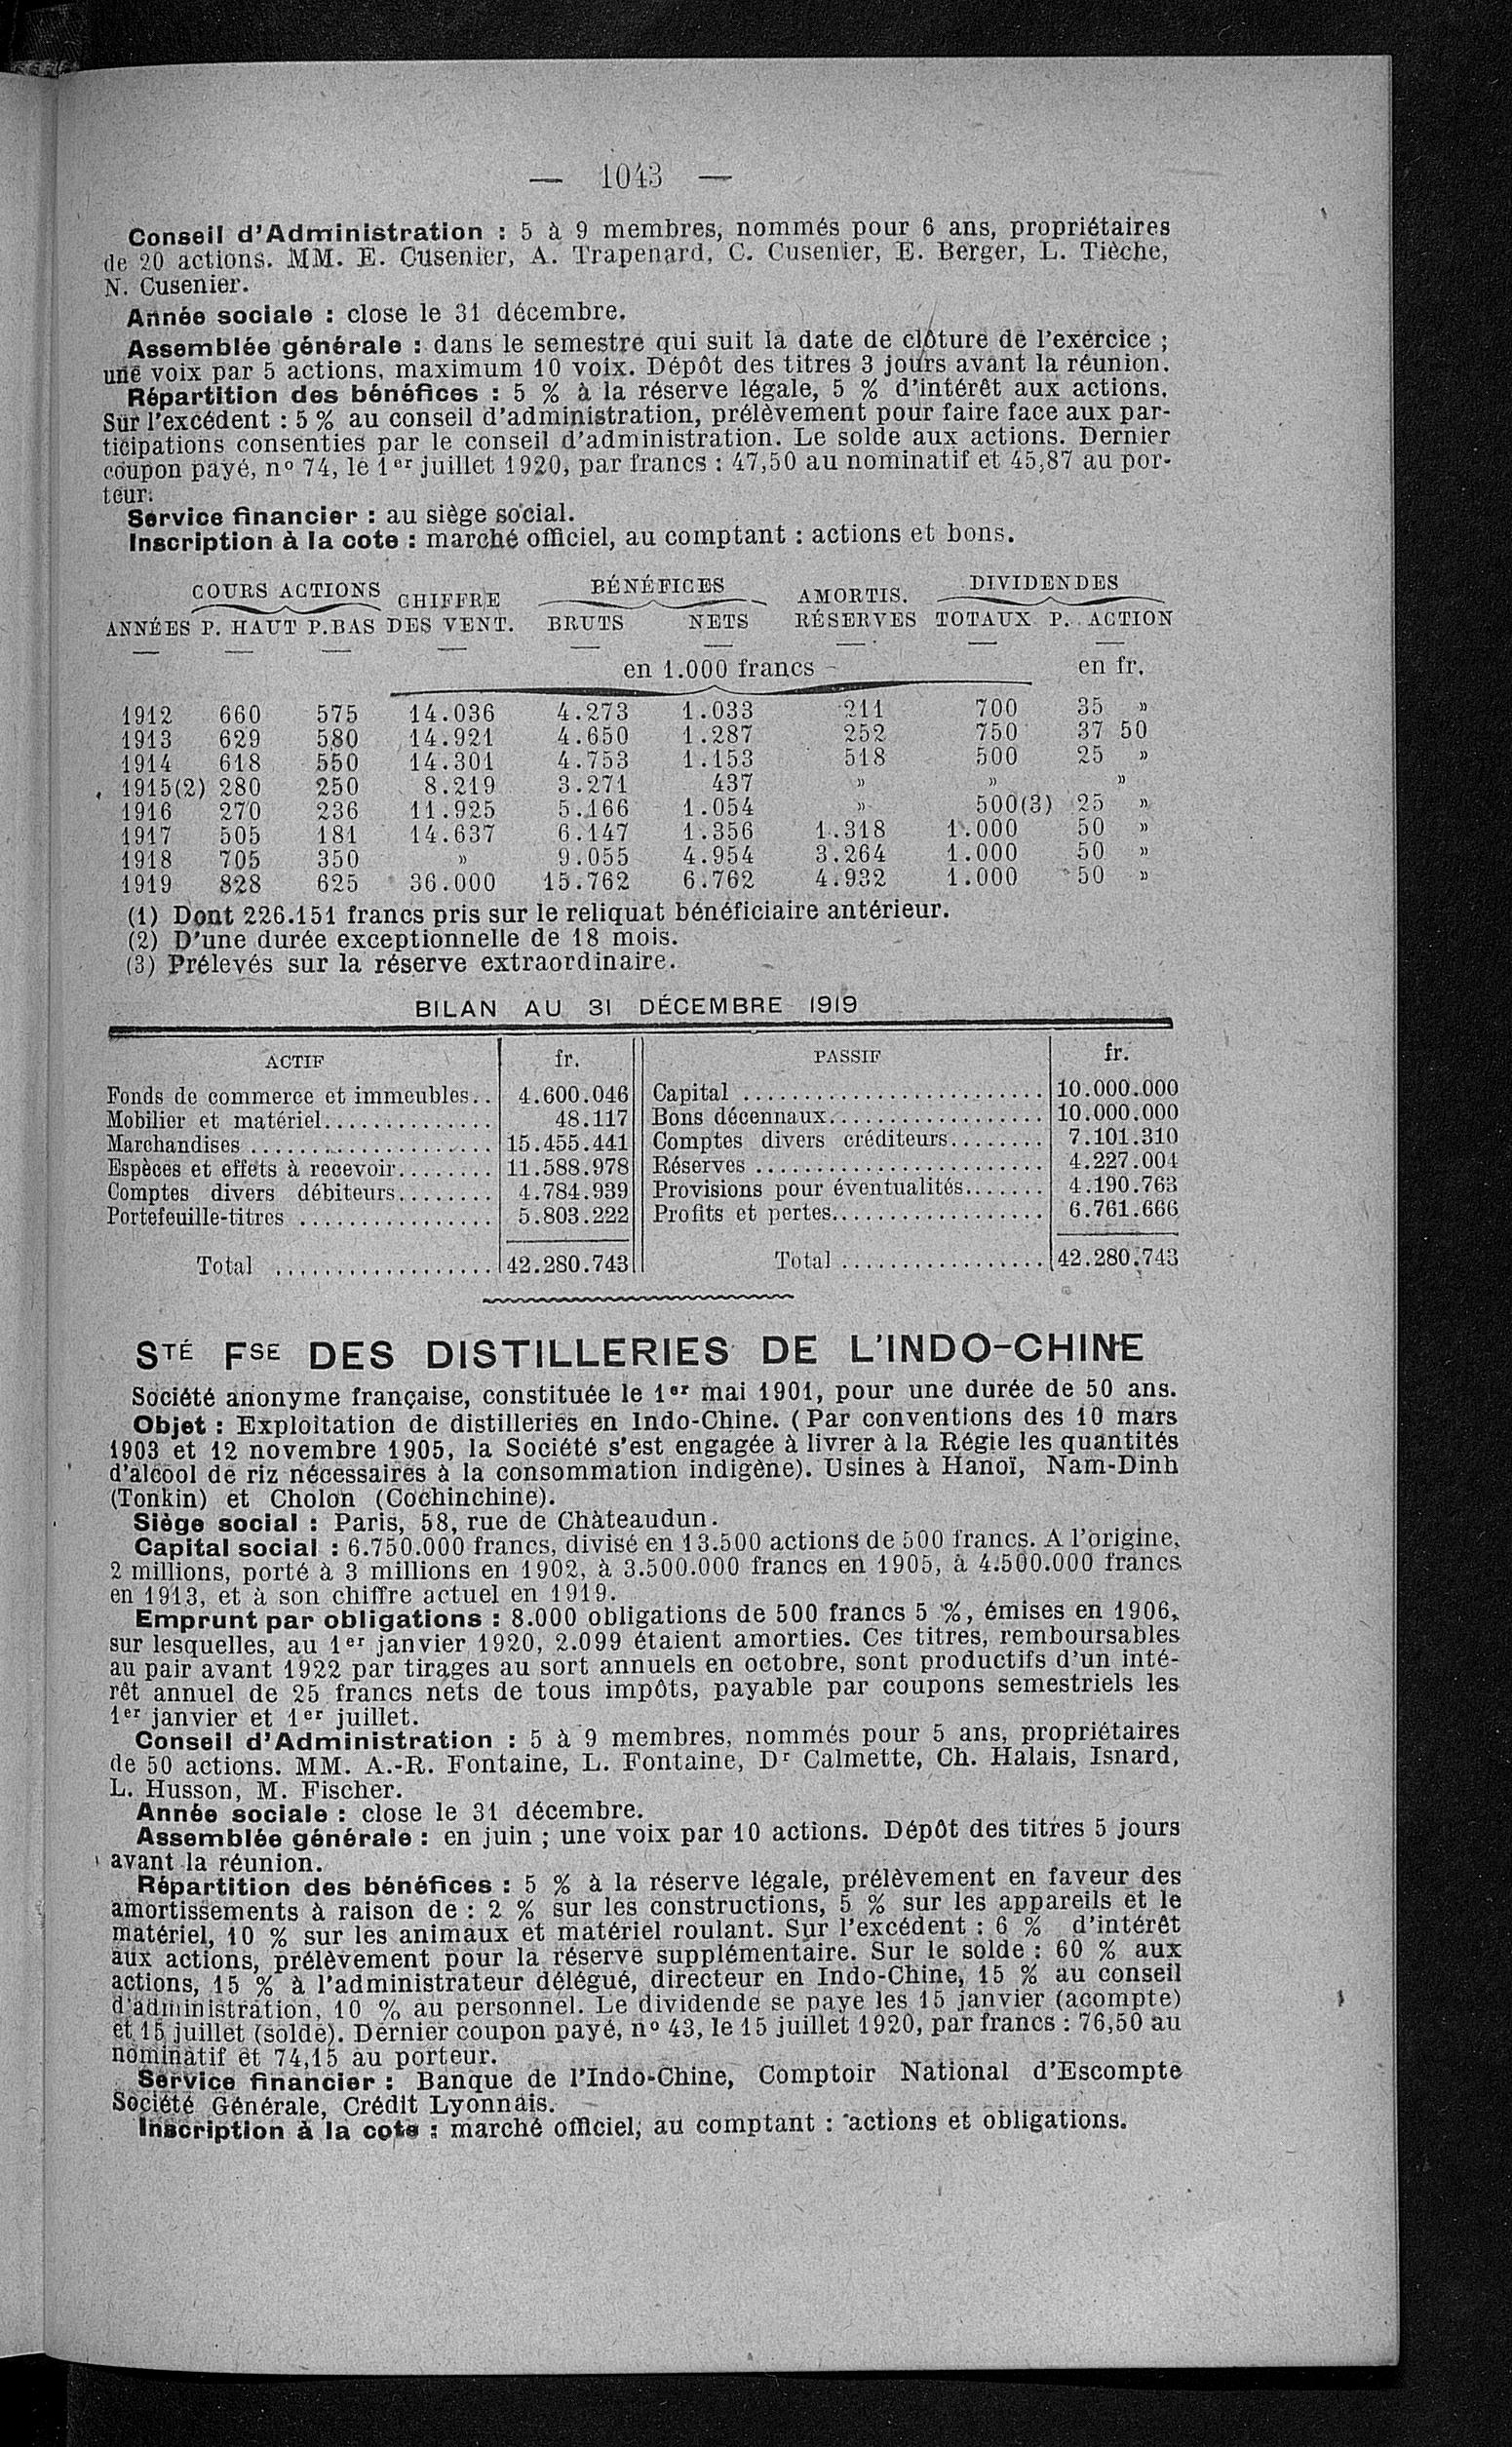 — 1043 —
Conseil d'Administration : 5 à 9 membres, nommés pour 6 ans, propriétaires
de 20 actions. MM. E. Cusenier, A. Trapenard, C. Cusenier, E. Berger, L. Tièche,
N. Cusenier.
Année sociale : close le 31 décembre.
Assemblée générale : dans le semestre qui suit la date de clôture de l'exercice ;
une voix par 5 actions, maximum 10 voix. Dépôt des titres 3 jours avant la réunion.
Répartition des bénéfices : 5 % à la réserve légale, 5 % d'intérêt aux actions.
Sur l'excédent : 5 % au conseil d'administration, prélèvement pour faire face aux par-
ticipations consenties par le conseil d'administration. Le solde aux actions. Dernier
coupon payé, nº 74, le 1er juillet 1920, par francs : 47,50 au nominatif et 45,87 au por-
teur.
Service financier : au siège social.
Inscription à la cote : marché officiel, au comptant : actions et bons.
COURS ACTIONS CHIFFRE BÉNÉFICES AMORTIS. DIVIDENDES
ANNÉES P. HAUT P.BAS DES VENT. BRUTS NETS RÉSERVES TOTAUX P. ACTION
en 1.000 francs en fr.
1912 660 575 14.036 4.273 1.033 211 700 35 »
1913 629 580 14.921 4.650 1.287 252 750 37 50
1914 618 550 14.301 4.753 1.153 518 500 25 »
1915(2) 280 250 8.219 3.271 437 » » »
1916 270 236 11.925 5.166 1.054 » 500(3) 25 »
1917 505 181 14.637 6.147 1.356 1.318 1.000 50 »
1918 705 350 » 9.055 4.954 3.264 1.000 50 »
1919 828 625 36.000 15.762 6.762 4.932 1.000 50 »
(1) Dont 226.151 francs pris sur le reliquat bénéficiaire antérieur.
(2) D'une durée exceptionnelle de 18 mois.
(3) Prélevés sur la réserve extraordinaire.
BILAN AU 31 DÉCEMBRE 1919
ACTIF fr. PASSIF fr.
Fonds de commerce et immeubles.. 4.600.046 Capital ........................ 10.000.000
Mobilier et matériel.............. 48.117 Bons décennaux................. 10.000.000
Marchandises .................... 15.455.441 Comptes divers créditeurs........ 7.101.310
Espèces et effets à recevoir........ 11.588.978 Réserves ....................... 4.227.004
Comptes divers débiteurs........ 4.784.939 Provisions pour éventualités....... 4.190.763
Portefeuille-titres ................ 5.803.222 Profits et pertes.................. 6.761.666
Total .................. 42.280.743 Total ................. 42.280.743
STÉ FSE DES DISTILLERIES DE L'INDO-CHINE
Société anonyme française, constituée le 1er mai 1901, pour une durée de 50 ans.
Objet : Exploitation de distilleries en Indo-Chine. (Par conventions des 10 mars
1903 et 12 novembre 1905, la Société s'est engagée à livrer à la Régie les quantités
d'alcool de riz nécessaires à la consommation indigène). Usines à Hanoï, Nam-Dinh
(Tonkin) et Cholon (Cochinchine).
Siège social : Paris, 58, rue de Châteaudun.
Capital social : 6.750.000 francs, divisé en 13.500 actions de 500 francs. A l'origine,
2 millions, porté à 3 millions en 1902, à 3.500.000 francs en 1905, à 4.500.000 francs
en 1913, et à son chiffre actuel en 1919.
Emprunt par obligations : 8.000 obligations de 500 francs 5 %, émises en 1906,
sur lesquelles, au 1er janvier 1920, 2.099 étaient amorties. Ces titres, remboursables
au pair avant 1922 par tirages au sort annuels en octobre, sont productifs d'un inté-
rêt annuel de 25 francs nets de tous impôts, payable par coupons semestriels les
1er janvier et 1er juillet.
Conseil d'Administration : 5 à 9 membres, nommés pour 5 ans, propriétaires
de 50 actions. MM. A.-R. Fontaine, L. Fontaine, Dr Calmette, Ch. Halais, Isnard,
L. Husson, M. Fischer.
Année sociale : close le 31 décembre.
Assemblée générale : en juin ; une voix par 10 actions. Dépôt des titres 5 jours
avant la réunion.
Répartition des bénéfices : 5 % à la réserve légale, prélèvement en faveur des
amortissements à raison de : 2 % sur les constructions, 5 % sur les appareils et le
matériel, 10 % sur les animaux et matériel roulant. Sur l'excédent : 6 % d'intérêt
aux actions, prélèvement pour la réserve supplémentaire. Sur le solde : 60 % aux
actions, 15 % à l'administrateur délégué, directeur en Indo-Chine, 15 % au conseil
d'administration, 10 % au personnel. Le dividende se paye les 15 janvier (acompte)
et 15 juillet (solde). Dernier coupon payé, nº 43, le 15 juillet 1920, par francs : 76,50 au
nominatif et 74,15 au porteur.
Service financier : Banque de l'Indo-Chine, Comptoir National d'Escompte
Société Générale, Crédit Lyonnais.
Inscription à la cote : marché officiel, au comptant : actions et obligations.